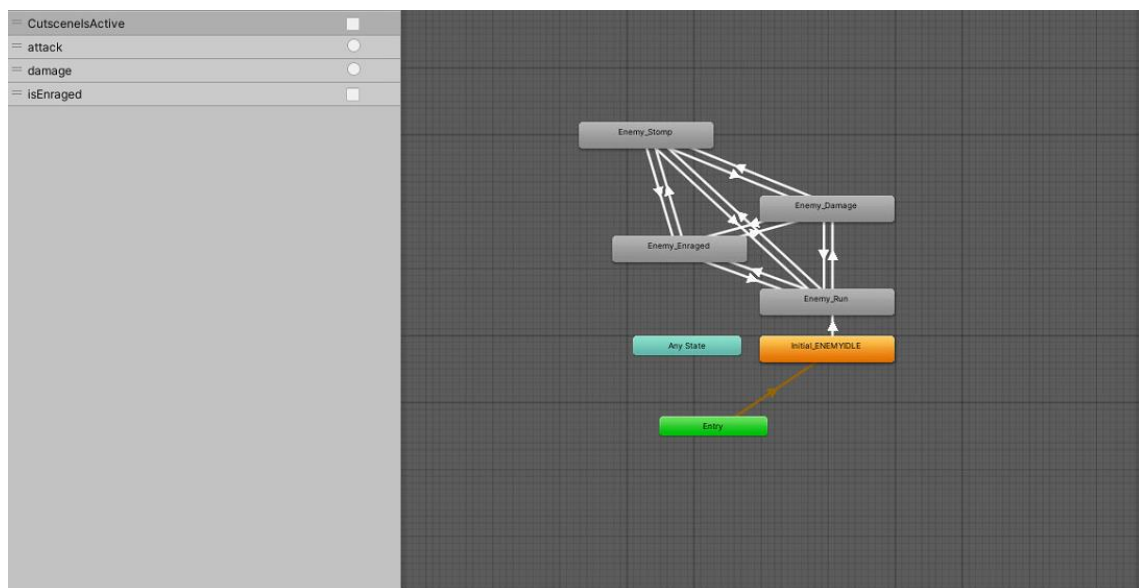 CutsceneIsActive
attack
damage
isEnraged
Enemy_Stomp
Enemy_Damage
Enemy_Enraged
Enemy_Run
Any State
Initial_ENEMYIDLE
Entry